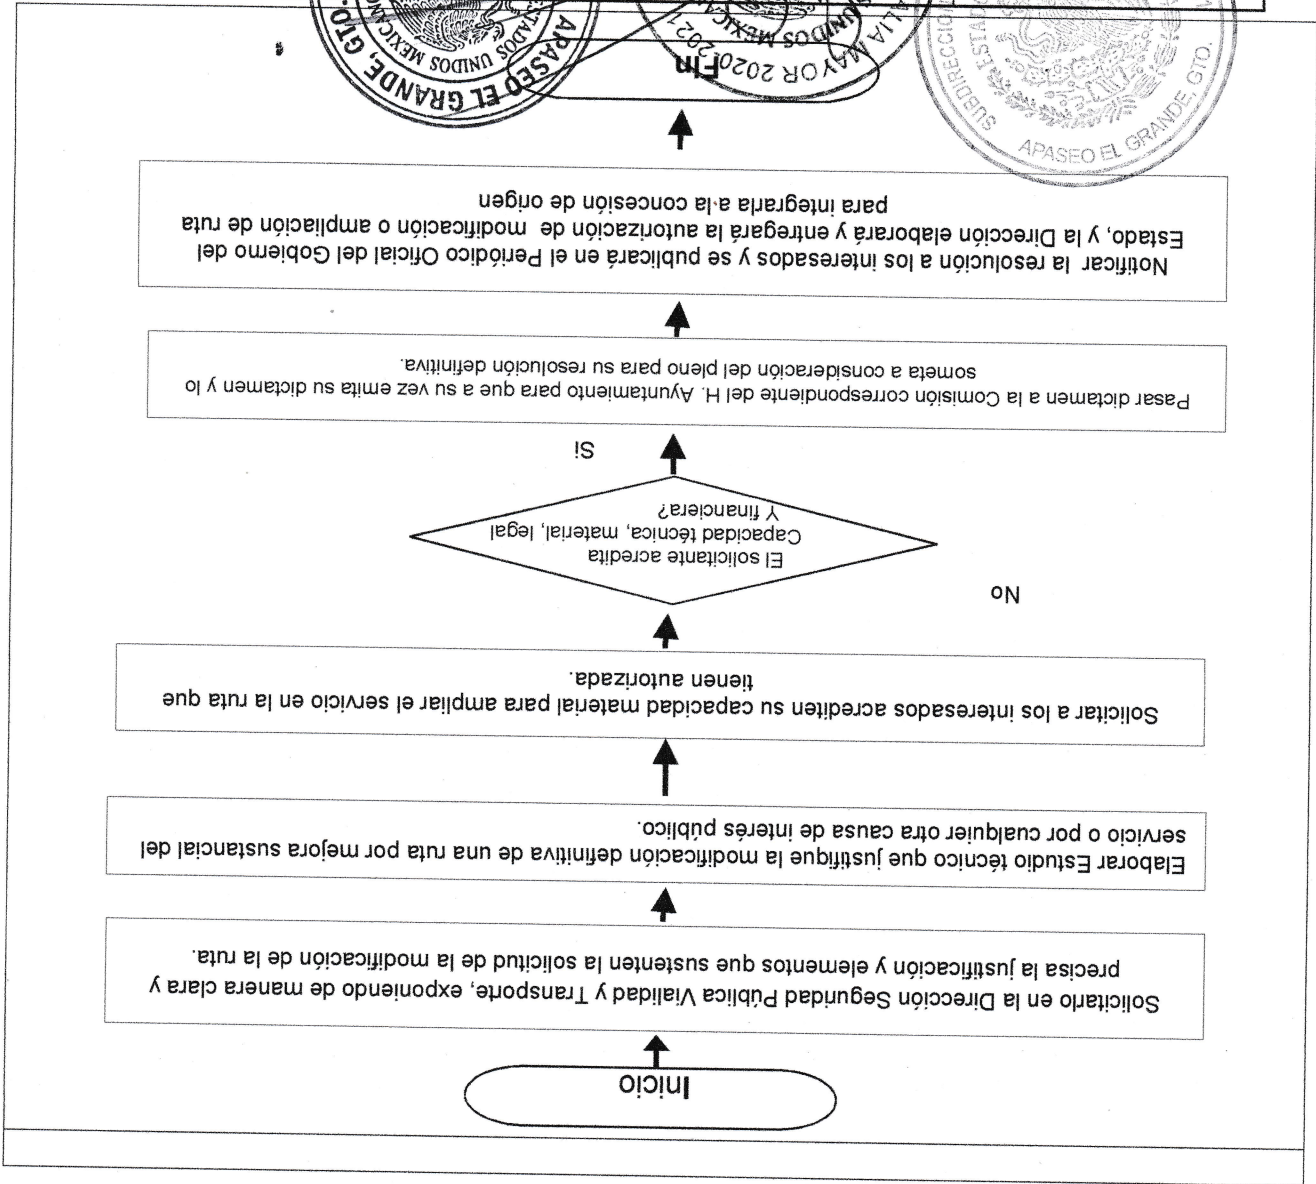 Inicio
Solicitarlo en la Dirección Seguridad Pública Vialidad y Transporte, exponiendo de manera clara y
precisa la justificación y elementos que sustenten la solicitud de la modificación de la ruta.
Elaborar Estudio técnico que justifique la modificación definitiva de una ruta por mejora sustancial del
servicio o por cualquier otra causa de interés público.
Solicitar a los interesados acrediten su capacidad material para ampliar el servicio en la ruta que
tienen autorizada.
No
El solicitante acredita
Capacidad técnica, material, legal
Y financiera?
Si
Pasar dictamen a la Comisión correspondiente del H. Ayuntamiento para que a su vez emita su dictamen y lo
someta a consideración del pleno para su resolución definitiva.
Notificar la resolución a los interesados y se publicará en el Periódico Oficial del Gobierno del
Estado, y la Dirección elaborará y entregará la autorización de modificación o ampliación de ruta
para integrarla a la concesión de origen
Fin
SUBDIRECCION
APASEO EL GRANDE, GTO.
ALIA MAYOR 2020-2021
UNIDOS MEXICA
APASEO EL GRANDE, GTO.
ESTADOS UNIDOS MEXICANO